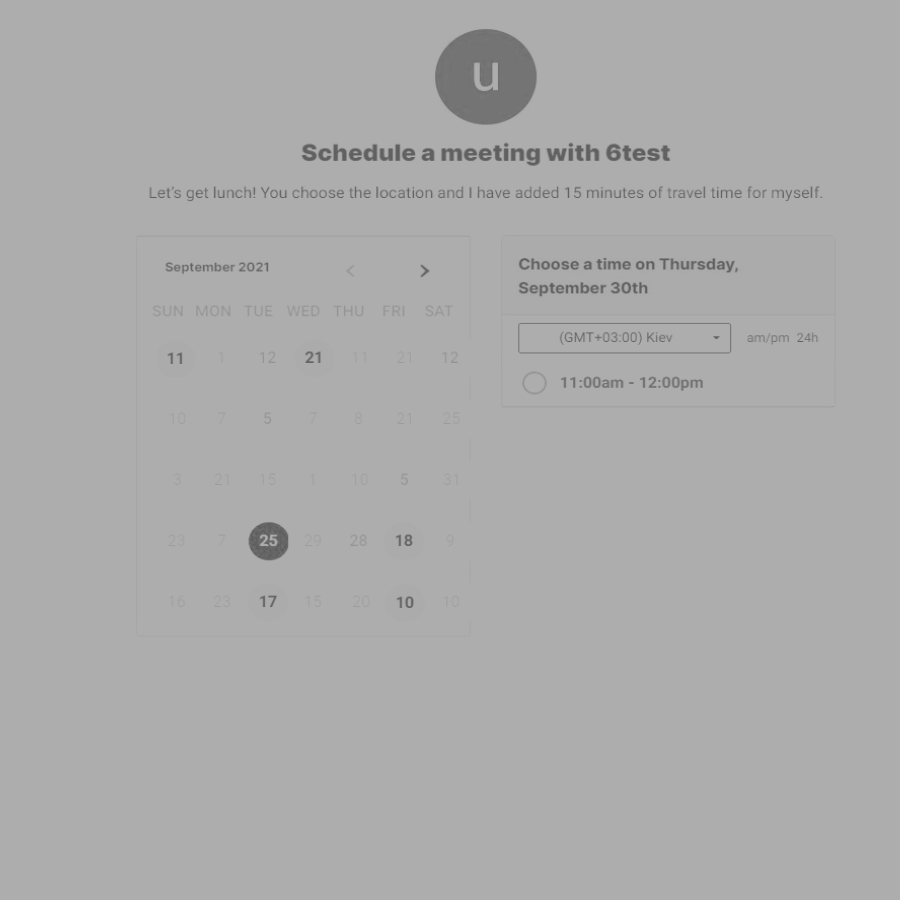 u
Schedule a meeting with 6test
Let's get lunch! You choose the location and I have added 15 minutes of travel time for myself.
September 2021
SUN MON TUE WED THU FRI SAT
11 1 12 21 11 21 12
10 7 5 7 8 21 25
3 21 15 1 10 5 31
23 7 25 29 28 18 9
16 23 17 15 20 10 10
Choose a time on Thursday,
September 30th
(GMT+03:00) Kiev am/pm 24h
11:00am - 12:00pm